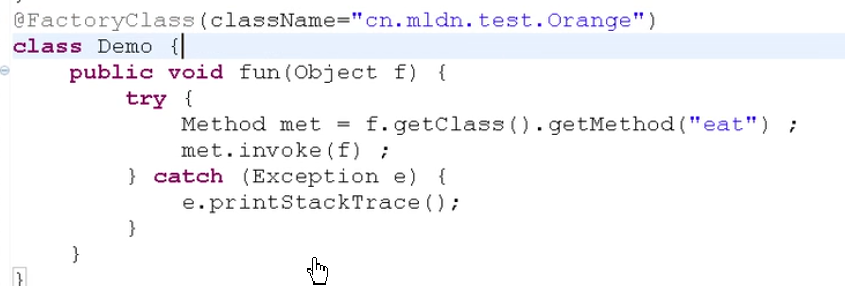 @FactoryClass(className="cn.mldn.test.Orange")
class Demo {
    public void fun(Object f) {
        try {
            Method met = f.getClass().getMethod("eat") ;
            met.invoke(f) ;
        } catch (Exception e) {
            e.printStackTrace();
        }
    }
}